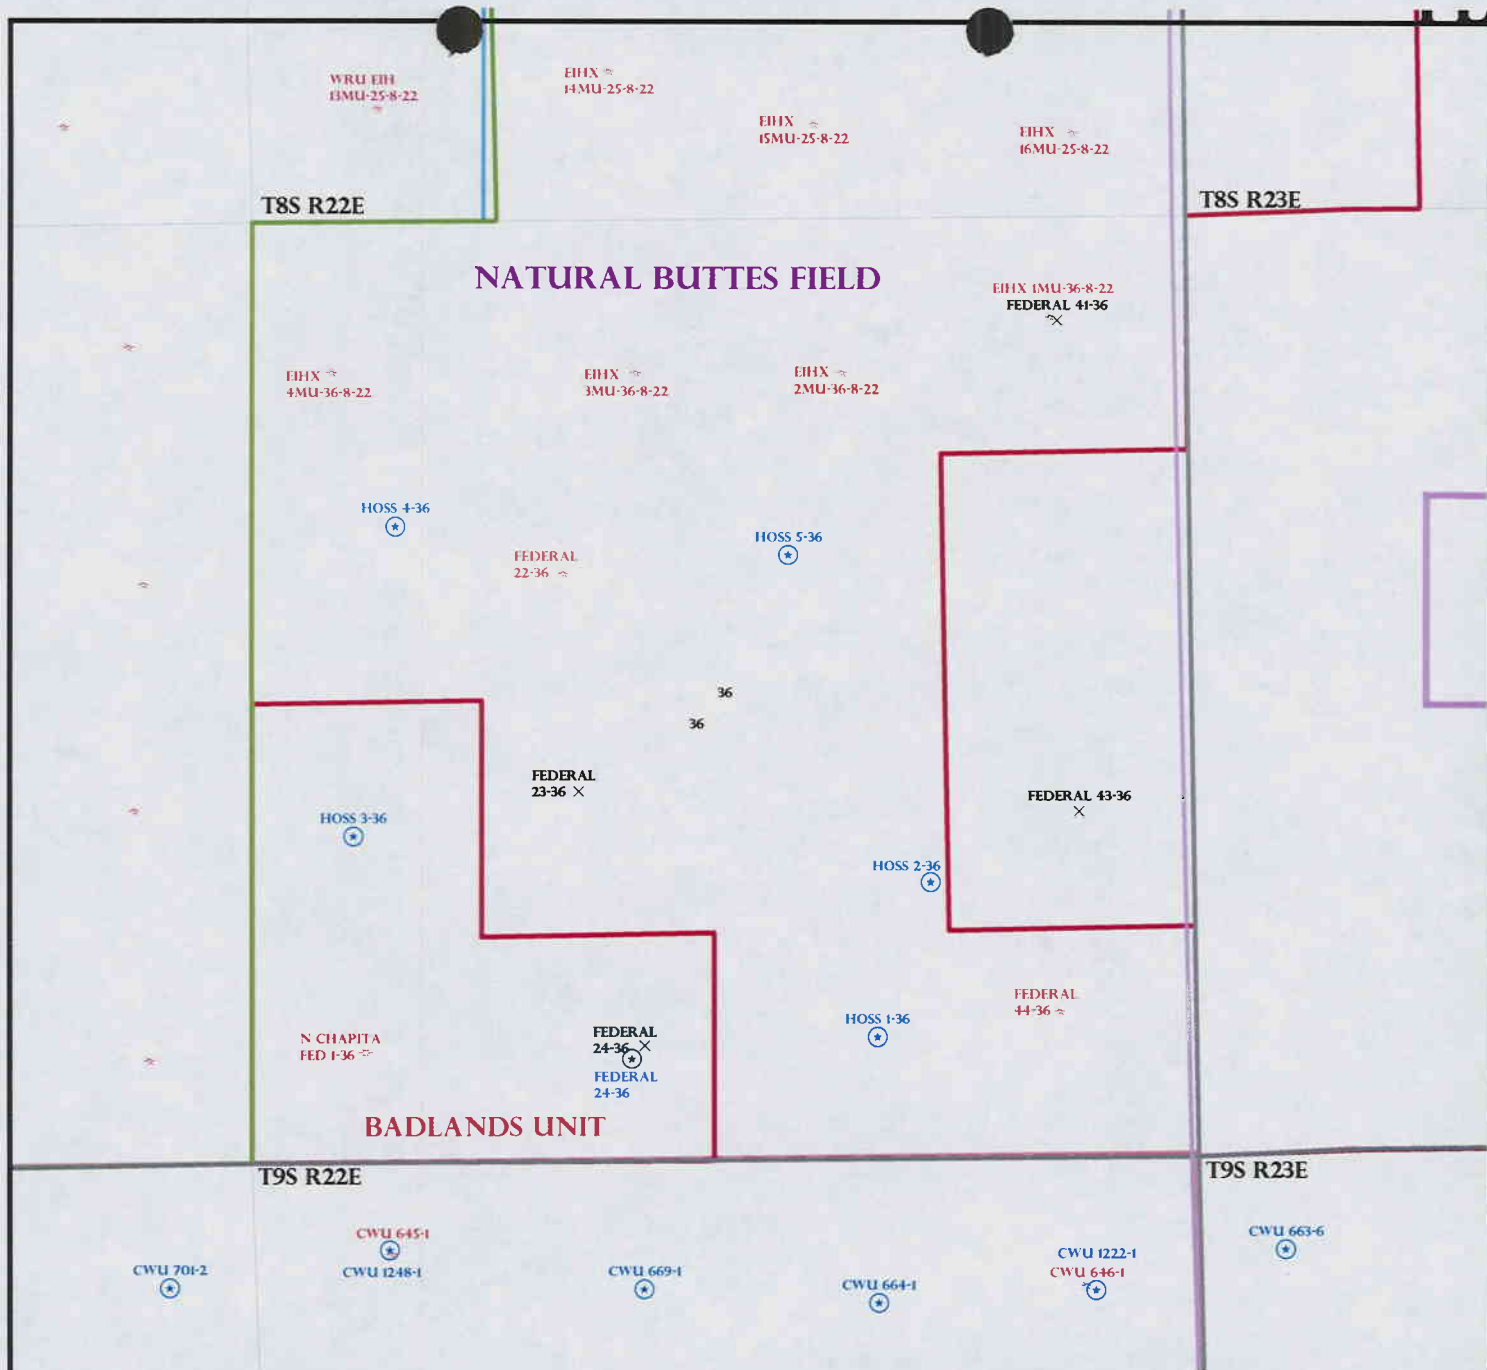 WRU EIH
13MU-25-8-22
EIHX
14MU-25-8-22
EIHX
15MU-25-8-22
EIHX
16MU-25-8-22
T8S R22E
T8S R23E
NATURAL BUTTES FIELD
EIHX 1MU-36-8-22
FEDERAL 41-36
EIHX
4MU-36-8-22
EIHX
3MU-36-8-22
EIHX
2MU-36-8-22
HOSS 4-36
HOSS 5-36
FEDERAL
22-36
36
36
FEDERAL
23-36
FEDERAL 43-36
HOSS 3-36
HOSS 2-36
FEDERAL
44-36
HOSS 1-36
N CHAPITA
FED 1-36
FEDERAL
24-36
FEDERAL
24-36
BADLANDS UNIT
T9S R22E
T9S R23E
CWU 645-1
CWU 1248-1
CWU 701-2
CWU 669-1
CWU 664-1
CWU 1222-1
CWU 646-1
CWU 663-6